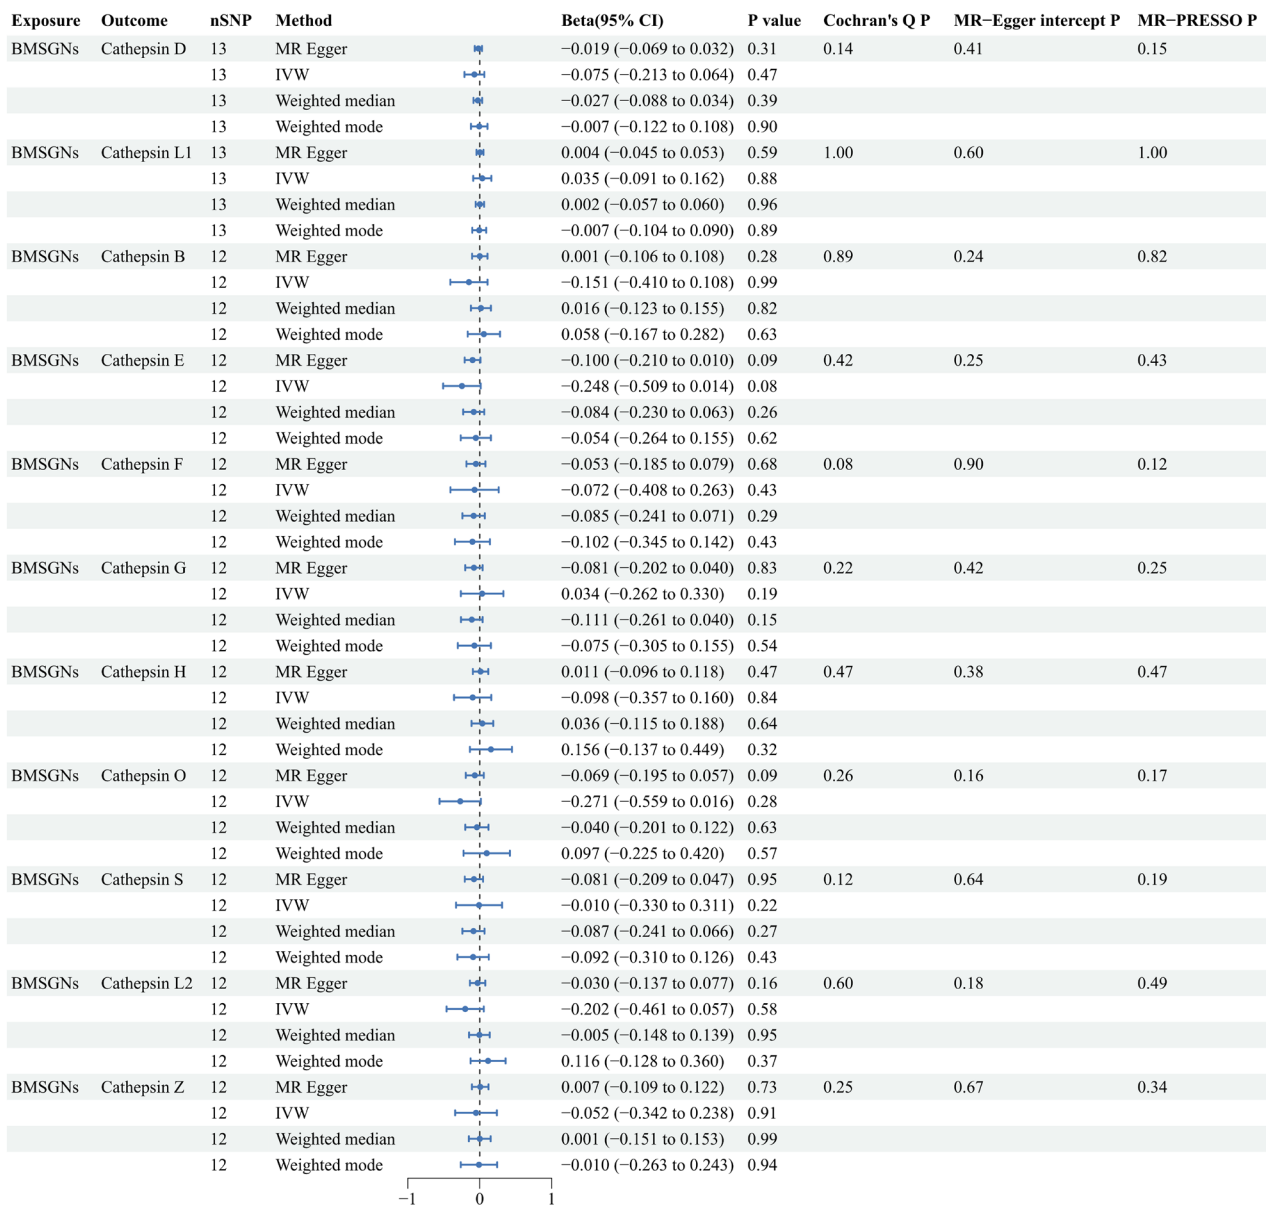 Exposure Outcome nSNP Method Beta(95% CI) P value Cochran's Q P MR−Egger intercept P MR−PRESSO P
BMSGNs Cathepsin D 13 MR Egger −0.019 (−0.069 to 0.032) 0.31 0.14 0.41 0.15
13 IVW −0.075 (−0.213 to 0.064) 0.47
13 Weighted median −0.027 (−0.088 to 0.034) 0.39
13 Weighted mode −0.007 (−0.122 to 0.108) 0.90
BMSGNs Cathepsin L1 13 MR Egger 0.004 (−0.045 to 0.053) 0.59 1.00 0.60 1.00
13 IVW 0.035 (−0.091 to 0.162) 0.88
13 Weighted median 0.002 (−0.057 to 0.060) 0.96
13 Weighted mode −0.007 (−0.104 to 0.090) 0.89
BMSGNs Cathepsin B 12 MR Egger 0.001 (−0.106 to 0.108) 0.28 0.89 0.24 0.82
12 IVW −0.151 (−0.410 to 0.108) 0.99
12 Weighted median 0.016 (−0.123 to 0.155) 0.82
12 Weighted mode 0.058 (−0.167 to 0.282) 0.63
BMSGNs Cathepsin E 12 MR Egger −0.100 (−0.210 to 0.010) 0.09 0.42 0.25 0.43
12 IVW −0.248 (−0.509 to 0.014) 0.08
12 Weighted median −0.084 (−0.230 to 0.063) 0.26
12 Weighted mode −0.054 (−0.264 to 0.155) 0.62
BMSGNs Cathepsin F 12 MR Egger −0.053 (−0.185 to 0.079) 0.68 0.08 0.90 0.12
12 IVW −0.072 (−0.408 to 0.263) 0.43
12 Weighted median −0.085 (−0.241 to 0.071) 0.29
12 Weighted mode −0.102 (−0.345 to 0.142) 0.43
BMSGNs Cathepsin G 12 MR Egger −0.081 (−0.202 to 0.040) 0.83 0.22 0.42 0.25
12 IVW 0.034 (−0.262 to 0.330) 0.19
12 Weighted median −0.111 (−0.261 to 0.040) 0.15
12 Weighted mode −0.075 (−0.305 to 0.155) 0.54
BMSGNs Cathepsin H 12 MR Egger 0.011 (−0.096 to 0.118) 0.47 0.47 0.38 0.47
12 IVW −0.098 (−0.357 to 0.160) 0.84
12 Weighted median 0.036 (−0.115 to 0.188) 0.64
12 Weighted mode 0.156 (−0.137 to 0.449) 0.32
BMSGNs Cathepsin O 12 MR Egger −0.069 (−0.195 to 0.057) 0.09 0.26 0.16 0.17
12 IVW −0.271 (−0.559 to 0.016) 0.28
12 Weighted median −0.040 (−0.201 to 0.122) 0.63
12 Weighted mode 0.097 (−0.225 to 0.420) 0.57
BMSGNs Cathepsin S 12 MR Egger −0.081 (−0.209 to 0.047) 0.95 0.12 0.64 0.19
12 IVW −0.010 (−0.330 to 0.311) 0.22
12 Weighted median −0.087 (−0.241 to 0.066) 0.27
12 Weighted mode −0.092 (−0.310 to 0.126) 0.43
BMSGNs Cathepsin L2 12 MR Egger −0.030 (−0.137 to 0.077) 0.16 0.60 0.18 0.49
12 IVW −0.202 (−0.461 to 0.057) 0.58
12 Weighted median −0.005 (−0.148 to 0.139) 0.95
12 Weighted mode 0.116 (−0.128 to 0.360) 0.37
BMSGNs Cathepsin Z 12 MR Egger 0.007 (−0.109 to 0.122) 0.73 0.25 0.67 0.34
12 IVW −0.052 (−0.342 to 0.238) 0.91
12 Weighted median 0.001 (−0.151 to 0.153) 0.99
12 Weighted mode −0.010 (−0.263 to 0.243) 0.94
−1 0 1